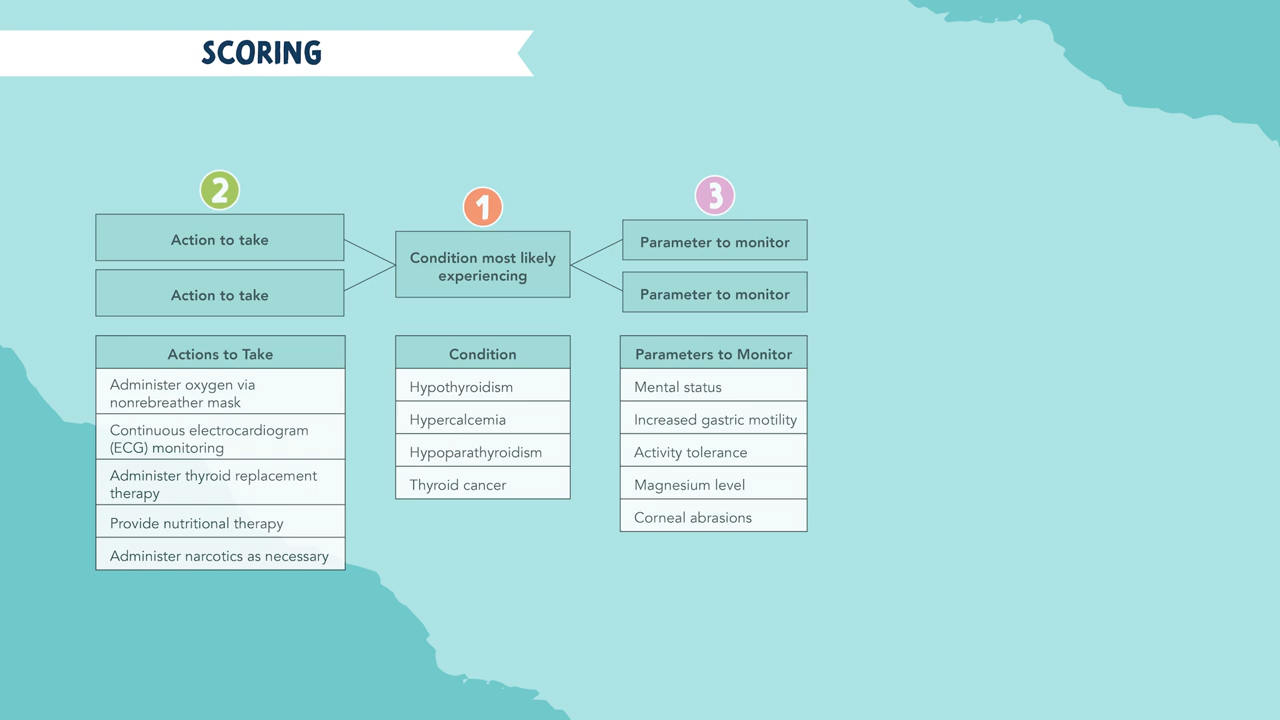 SCORING
2
1
3
Action to take
Action to take
Condition most likely
experiencing
Parameter to monitor
Parameter to monitor
Actions to Take
Administer oxygen via
nonrebreather mask
Continuous electrocardiogram
(ECG) monitoring
Administer thyroid replacement
therapy
Provide nutritional therapy
Administer narcotics as necessary
Condition
Hypothyroidism
Hypercalcemia
Hypoparathyroidism
Thyroid cancer
Parameters to Monitor
Mental status
Increased gastric motility
Activity tolerance
Magnesium level
Corneal abrasions